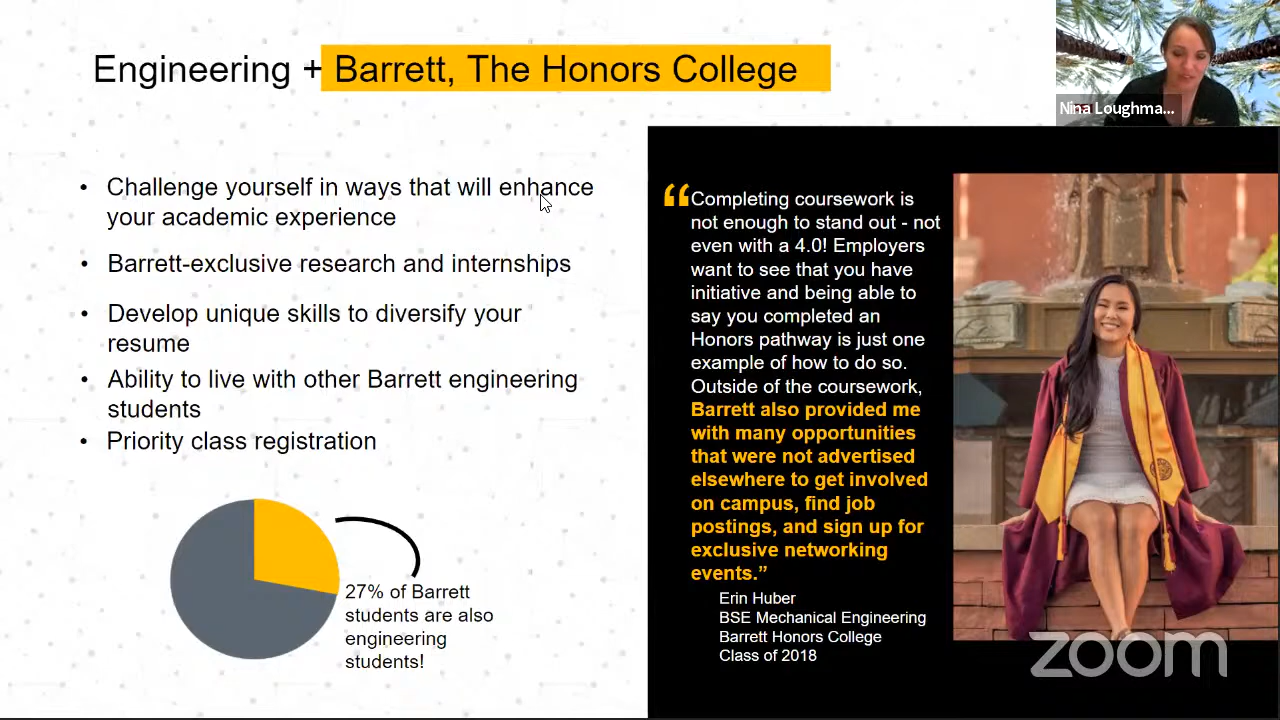 Engineering + Barrett, The Honors College
Nina Loughma...
• Challenge yourself in ways that will enhance
your academic experience
• Barrett-exclusive research and internships
• Develop unique skills to diversify your
resume
• Ability to live with other Barrett engineering
students
• Priority class registration
27% of Barrett
students are also
engineering
students!
“Completing coursework is
not enough to stand out - not
even with a 4.0! Employers
want to see that you have
initiative and being able to
say you completed an
Honors pathway is just one
example of how to do so.
Outside of the coursework,
Barrett also provided me
with many opportunities
that were not advertised
elsewhere to get involved
on campus, find job
postings, and sign up for
exclusive networking
events.”
Erin Huber
BSE Mechanical Engineering
Barrett Honors College
Class of 2018
zoom